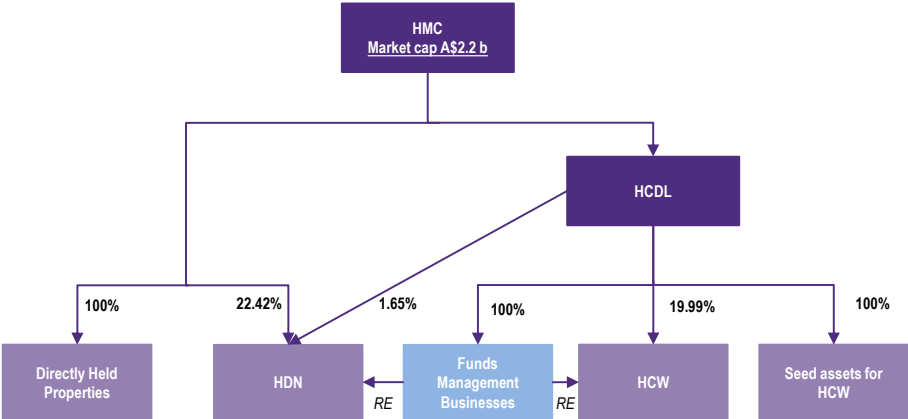 HMC
Market cap A$2.2 b
HCDL
100%
22.42%
1.65%
100%
19.99%
100%
Directly Held
Properties
HDN
RE
Funds
Management
Businesses
RE
HCW
Seed assets for
HCW